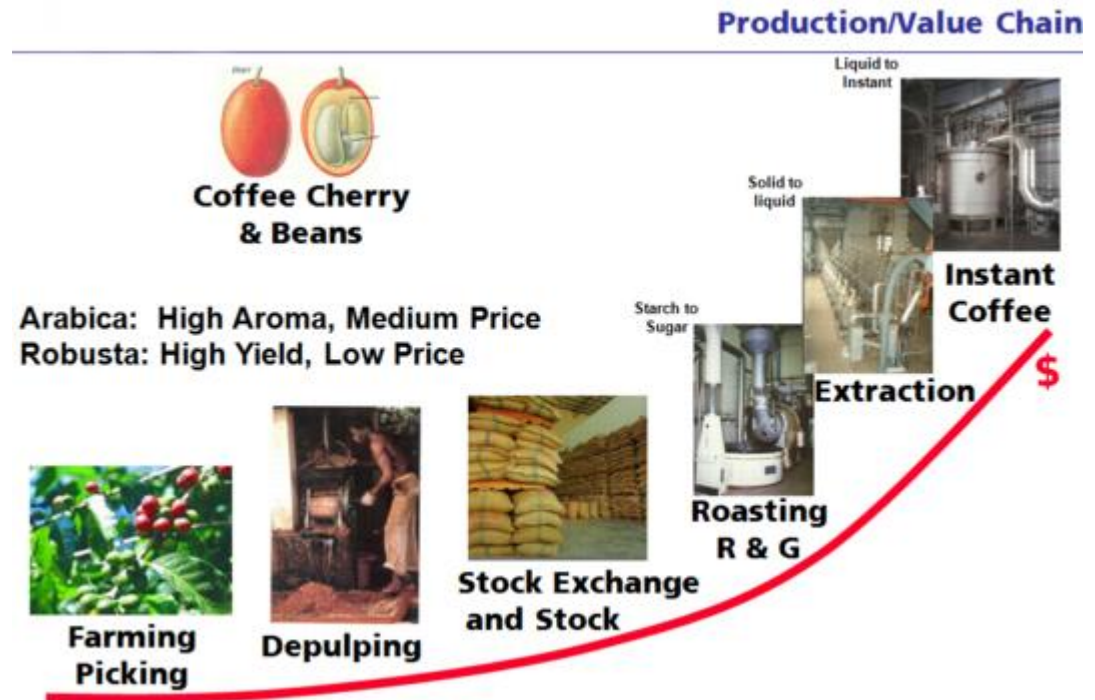 Production/Value Chain
Liquid to
Instant
Coffee Cherry
& Beans
Solid to
liquid
Instant
Coffee
Arabica: High Aroma, Medium Price
Robusta: High Yield, Low Price
Starch to
Sugar
$
Extraction
Roasting
R & G
Stock Exchange
and Stock
Depulping
Farming
Picking